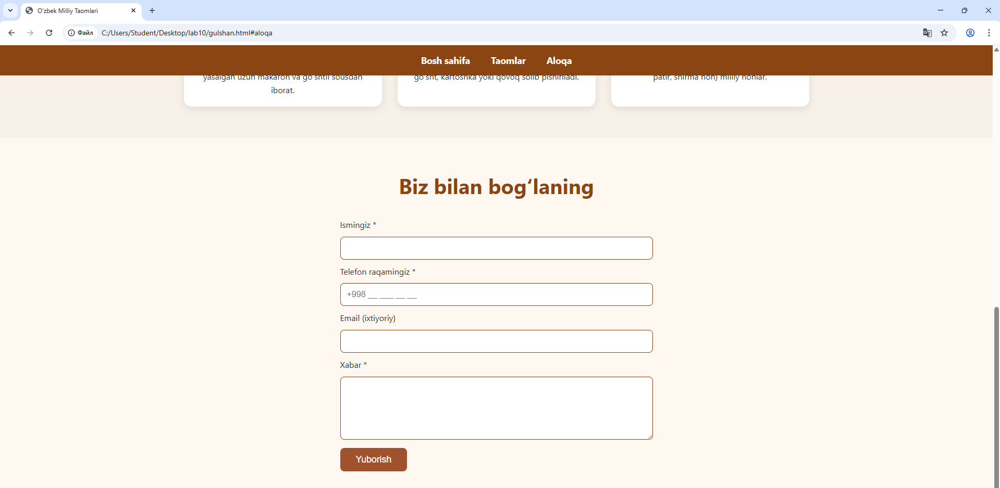 O'zbek Milliy Taomlari
Файл
C:/Users/Student/Desktop/lab10/gulshan.html#aloqa
Bosh sahifa
Taomlar
Aloqa
yasalgan uzun makaron va go'shtli sousdan
iborat.
go'sht, kartoshka yoki qovoq solib pishiriladi.
patir, shirma non) milliy nonlar.
Biz bilan bog‘laning
Ismingiz *
Telefon raqamingiz *
+998 __ ___ __ __
Email (ixtiyoriy)
Xabar *
Yuborish